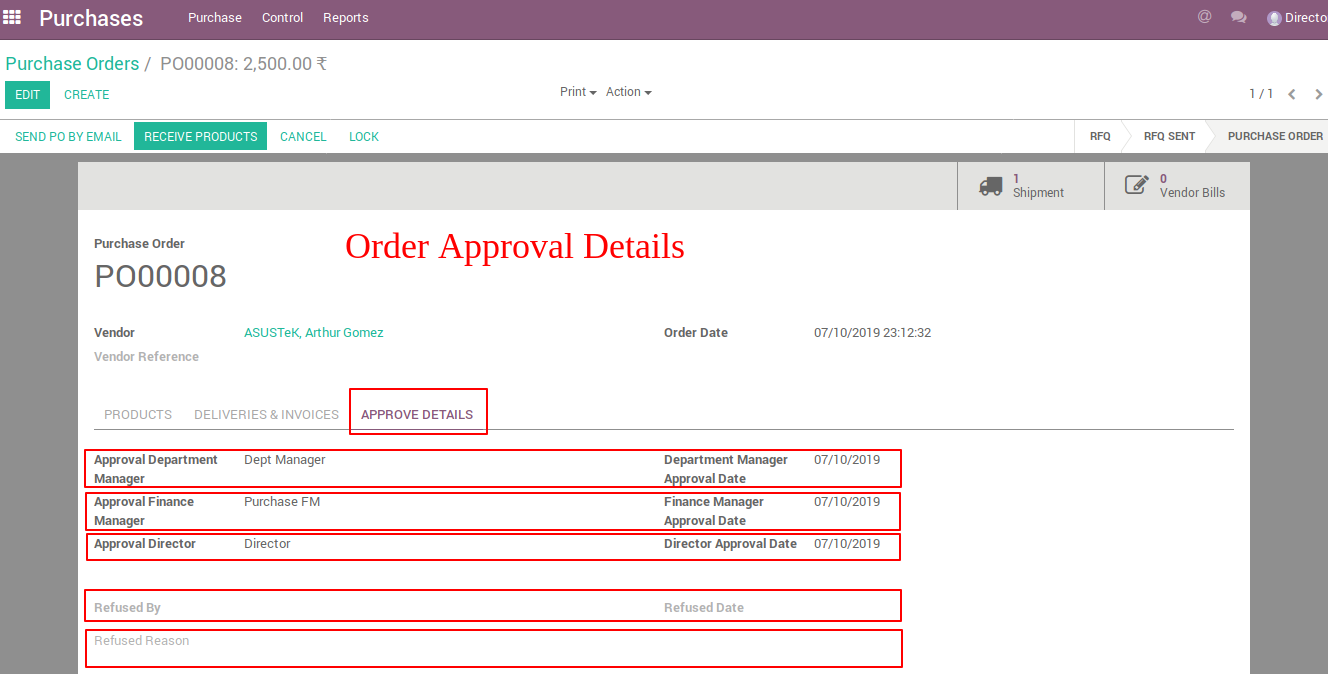 Purchases Purchase Control Reports @ Directo
Purchase Orders / PO00008: 2,500.00 ₹
EDIT CREATE Print Action 1 / 1
SEND PO BY EMAIL RECEIVE PRODUCTS CANCEL LOCK RFQ RFQ SENT PURCHASE ORDER
1
Shipment
0
Vendor Bills
Purchase Order
Order Approval Details
PO00008
Vendor ASUSTeK, Arthur Gomez Order Date 07/10/2019 23:12:32
Vendor Reference
PRODUCTS DELIVERIES & INVOICES APPROVE DETAILS
Approval Department Dept Manager Department Manager 07/10/2019
Manager Approval Date
Approval Finance Purchase FM Finance Manager 07/10/2019
Manager Approval Date
Approval Director Director Director Approval Date 07/10/2019
Refused By Refused Date
Refused Reason